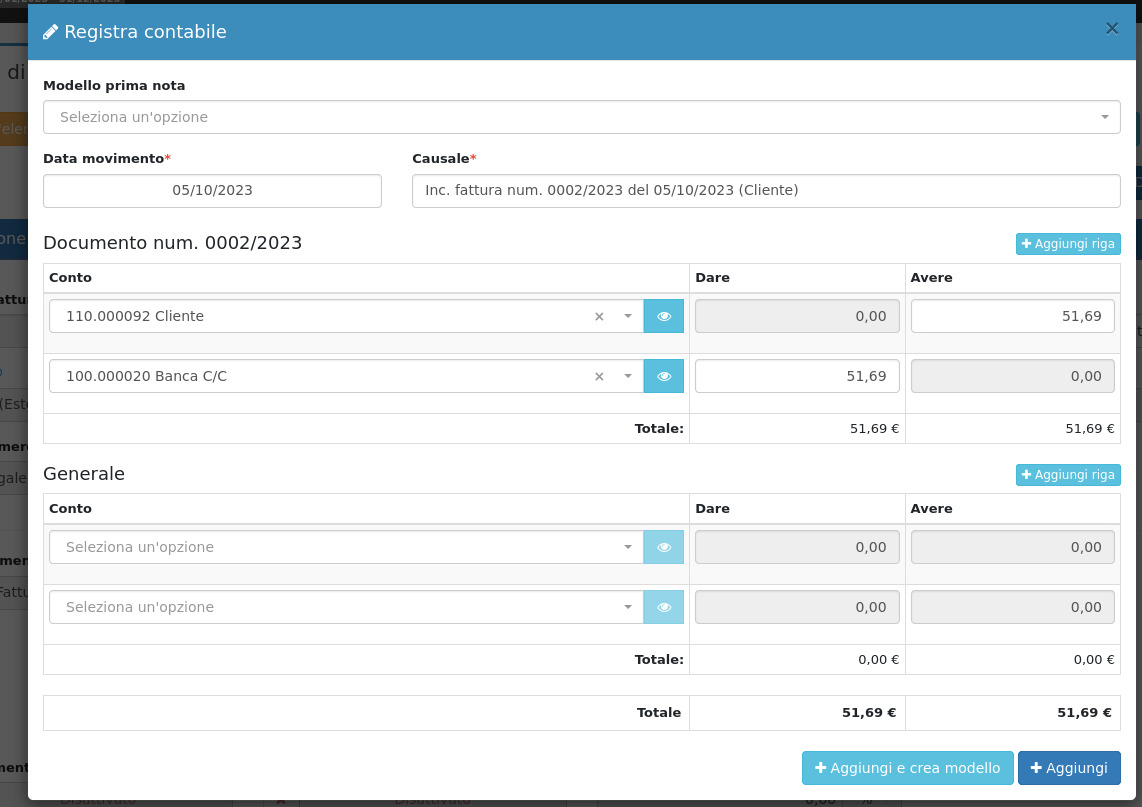 Registra contabile
×
Modello prima nota
Seleziona un'opzione
Data movimento*
Causale*
05/10/2023
Inc. fattura num. 0002/2023 del 05/10/2023 (Cliente)
Documento num. 0002/2023
+ Aggiungi riga
Conto Dare Avere
110.000092 Cliente × 0,00 51,69
100.000020 Banca C/C × 51,69 0,00
Totale: 51,69 € 51,69 €
Generale
+ Aggiungi riga
Conto Dare Avere
Seleziona un'opzione 0,00 0,00
Seleziona un'opzione 0,00 0,00
Totale: 0,00 € 0,00 €
Totale 51,69 € 51,69 €
+ Aggiungi e crea modello
+ Aggiungi
Disattivato Disattivato 0,00 %